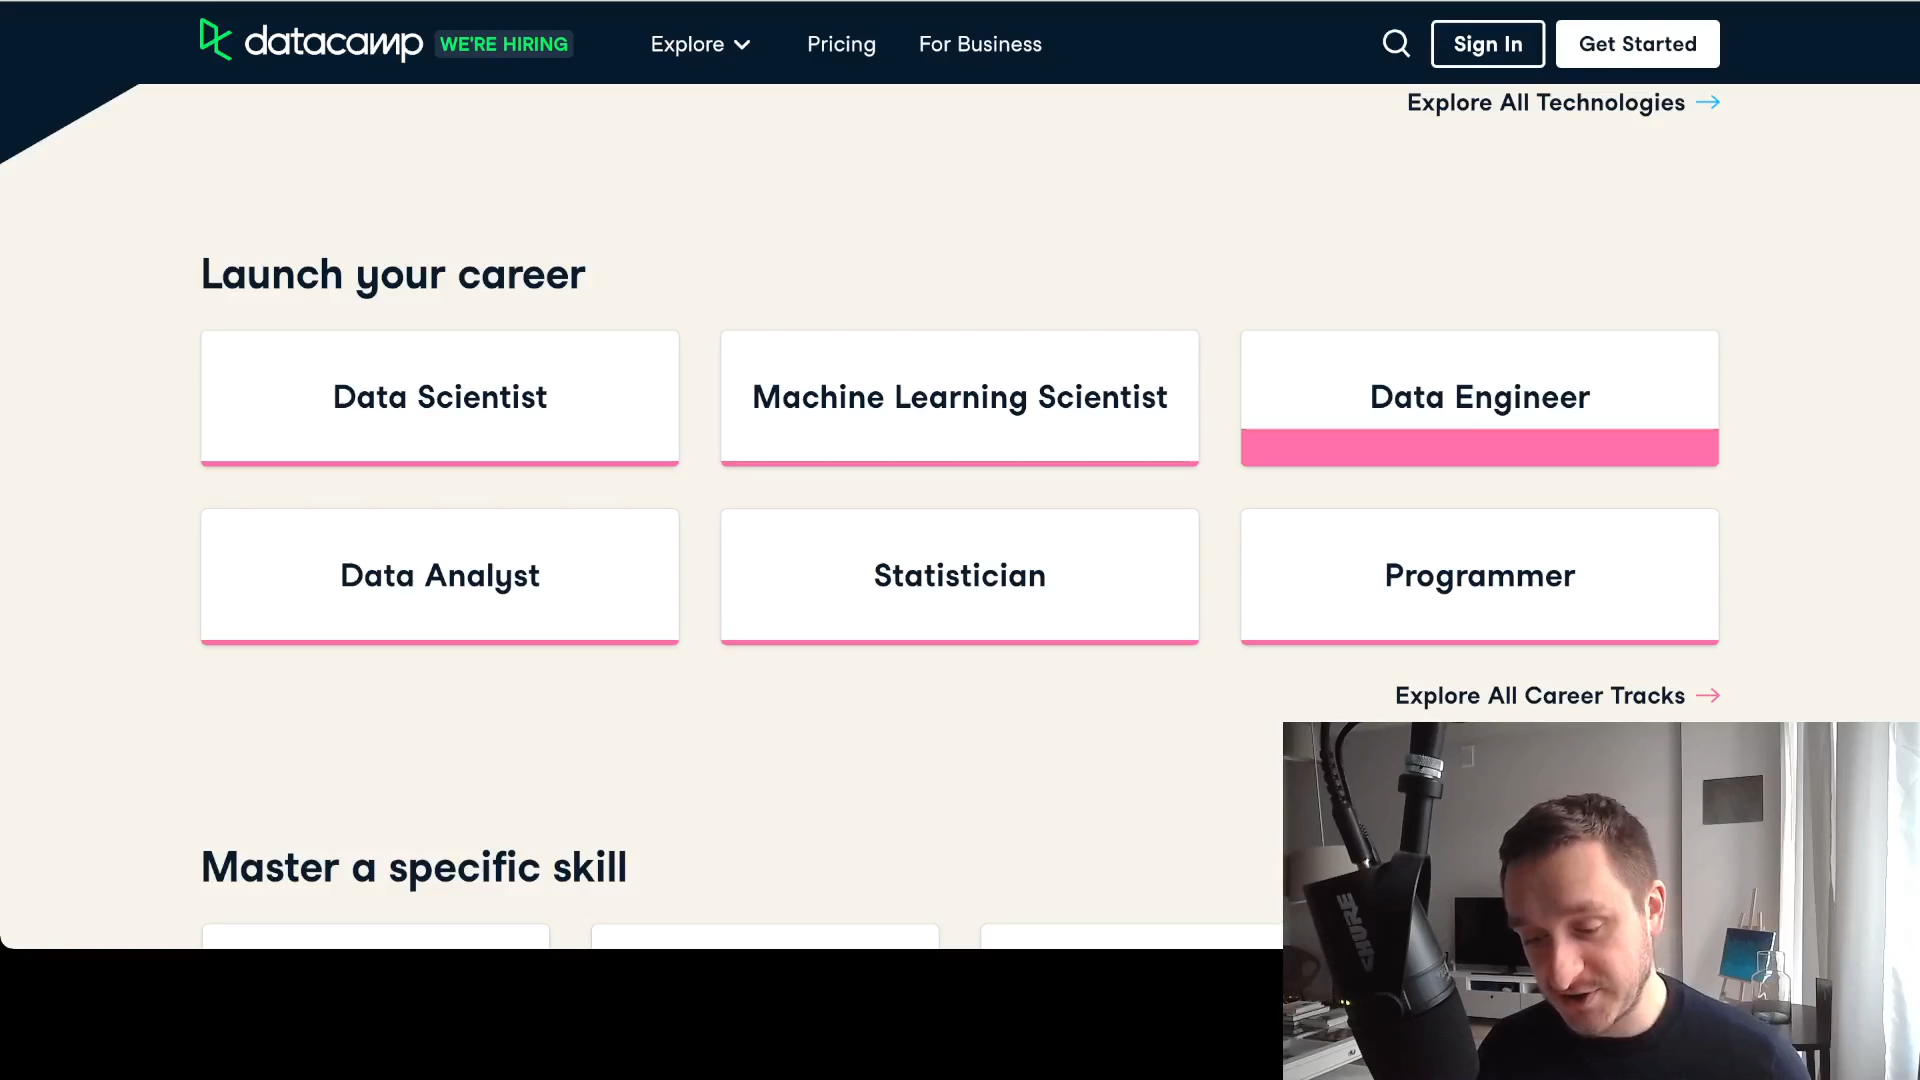 datacamp WE'RE HIRING Explore Pricing For Business Sign In Get Started
Explore All Technologies
Launch your career
Data Scientist Machine Learning Scientist Data Engineer
Data Analyst Statistician Programmer
Explore All Career Tracks
Master a specific skill
SHURE